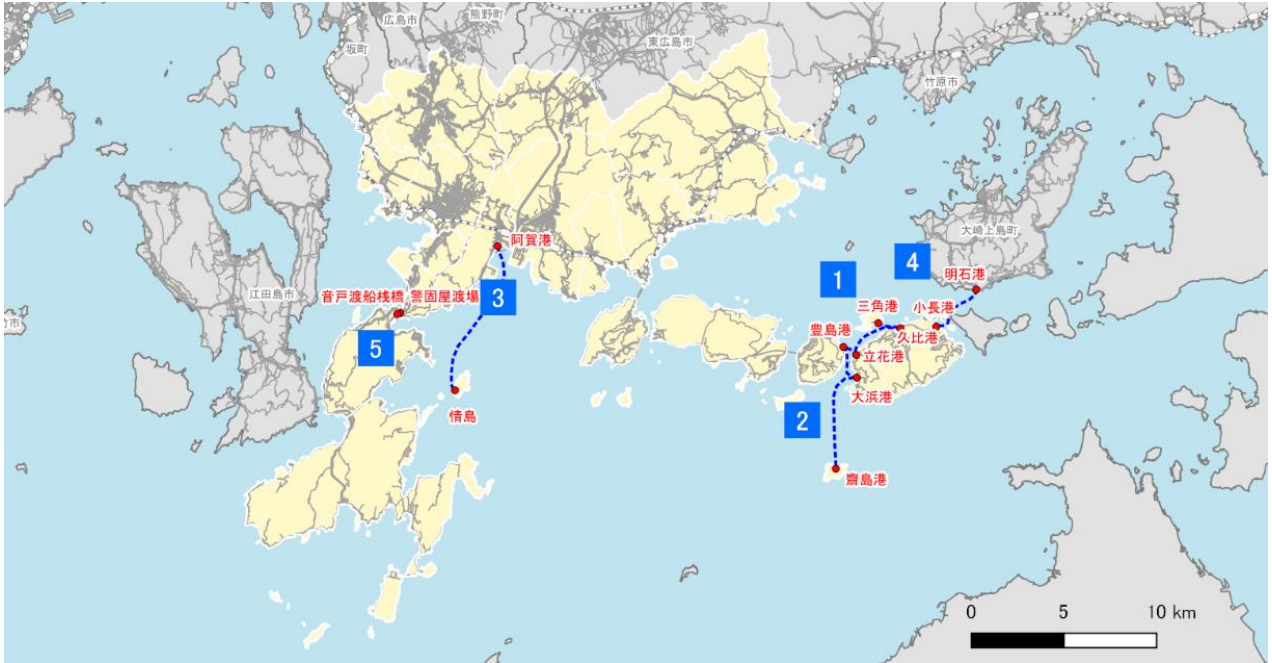 広島市
熊野町
坂町
東広島市
竹原市
大崎上島町
4
明石港
阿賀港
1
江田島市
音戸渡船桟橋
警固屋渡場
3
三角港
小長港
豊島港
久比港
竹市
5
立花港
大浜港
情島
2
齋島港
0
5
10 km